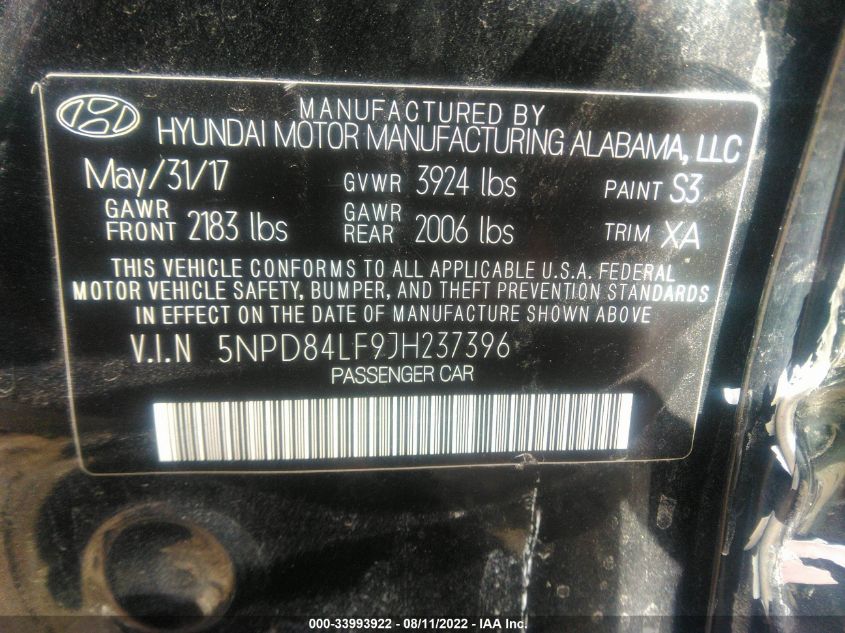 MANUFACTURED BY
HYUNDAI MOTOR MANUFACTURING ALABAMA, LLC
May/31/17 GVWR 3924 lbs PAINT S3
GAWR FRONT 2183 lbs GAWR REAR 2006 lbs TRIM XA
THIS VEHICLE CONFORMS TO ALL APPLICABLE U.S.A. FEDERAL
MOTOR VEHICLE SAFETY, BUMPER, AND THEFT PREVENTION STANDARDS
IN EFFECT ON THE DATE OF MANUFACTURE SHOWN ABOVE
V.I.N 5NPD84LF9JH237396
PASSENGER CAR
000-33993922 - 08/11/2022 - IAA Inc.